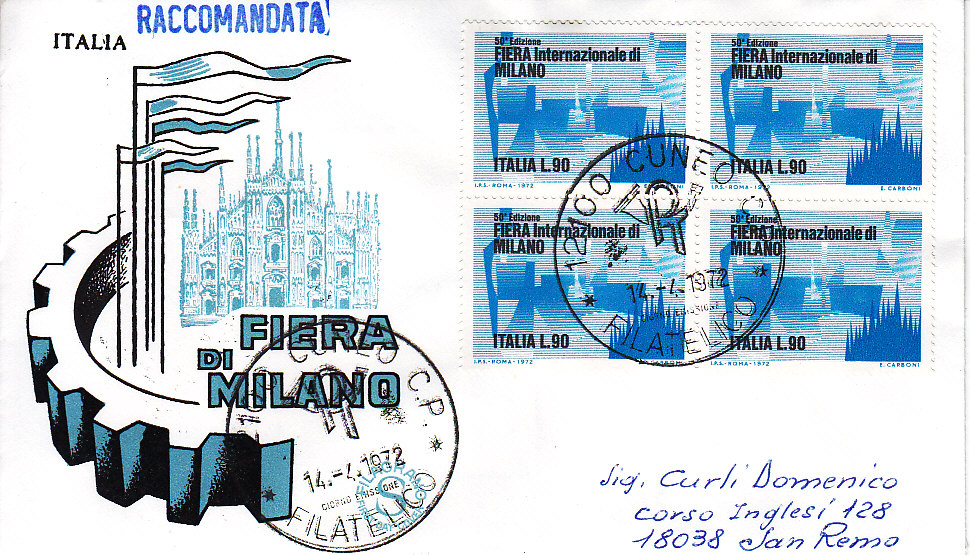 RACCOMANDATA
ITALIA
50ª Edizione
FIERA Internazionale di
MILANO
ITALIA L.90
I.P.S.-ROMA-1972
E. CARBONI
50ª Edizione
FIERA Internazionale di
MILANO
ITALIA L.90
I.P.S.-ROMA-1972
E. CARBONI
50ª Edizione
FIERA Internazionale di
MILANO
ITALIA L.90
I.P.S.-ROMA-1972
50ª Edizione
FIERA Internazionale di
MILANO
ITALIA L.90
E. CARBONI
12100 CUNEO C
14.-4.1972
GIORNO EMISSIONE
FILATELICO
FIERA
DI
MILANO
CUNEO C.P.
14.-4.1972
GIORNO EMISSIONE
FILATELICO
Sig. Curli Domenico
corso Inglesi 128
18038 San Remo